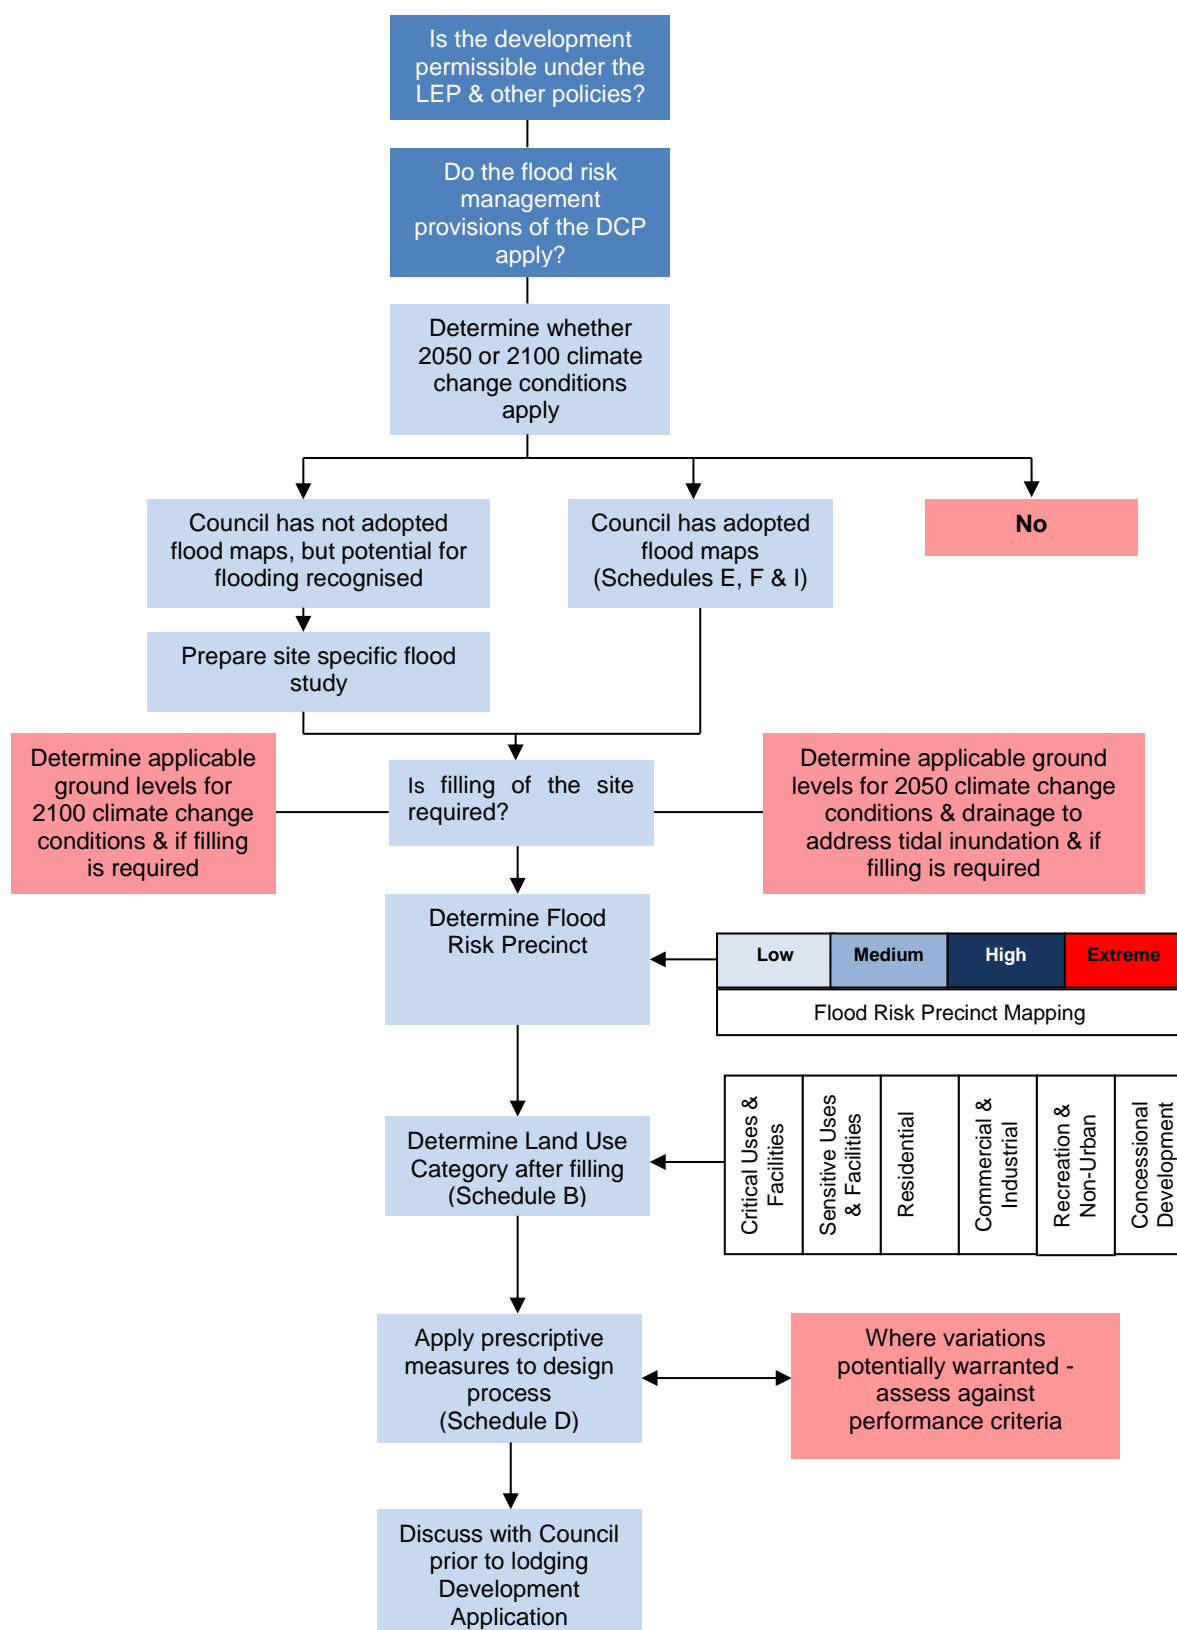 Is the development
permissible under the
LEP & other policies?
Do the flood risk
management
provisions of the DCP
apply?
Determine whether
2050 or 2100 climate
change conditions
apply
Council has not adopted
flood maps, but potential for
flooding recognised
Council has adopted
flood maps
(Schedules E, F & I)
No
Prepare site specific flood
study
Determine applicable
ground levels for
2100 climate change
conditions & if filling
is required
Is filling of the site
required?
Determine applicable ground
levels for 2050 climate change
conditions & drainage to
address tidal inundation & if
filling is required
Determine Flood
Risk Precinct
Low
Medium
High
Extreme
Flood Risk Precinct Mapping
Determine Land Use
Category after filling
(Schedule B)
Critical Uses &
Facilities
Sensitive Uses
& Facilities
Residential
Commercial &
Industrial
Recreation &
Non-Urban
Concessional
Development
Apply prescriptive
measures to design
process
(Schedule D)
Where variations
potentially warranted -
assess against
performance criteria
Discuss with Council
prior to lodging
Development
Application